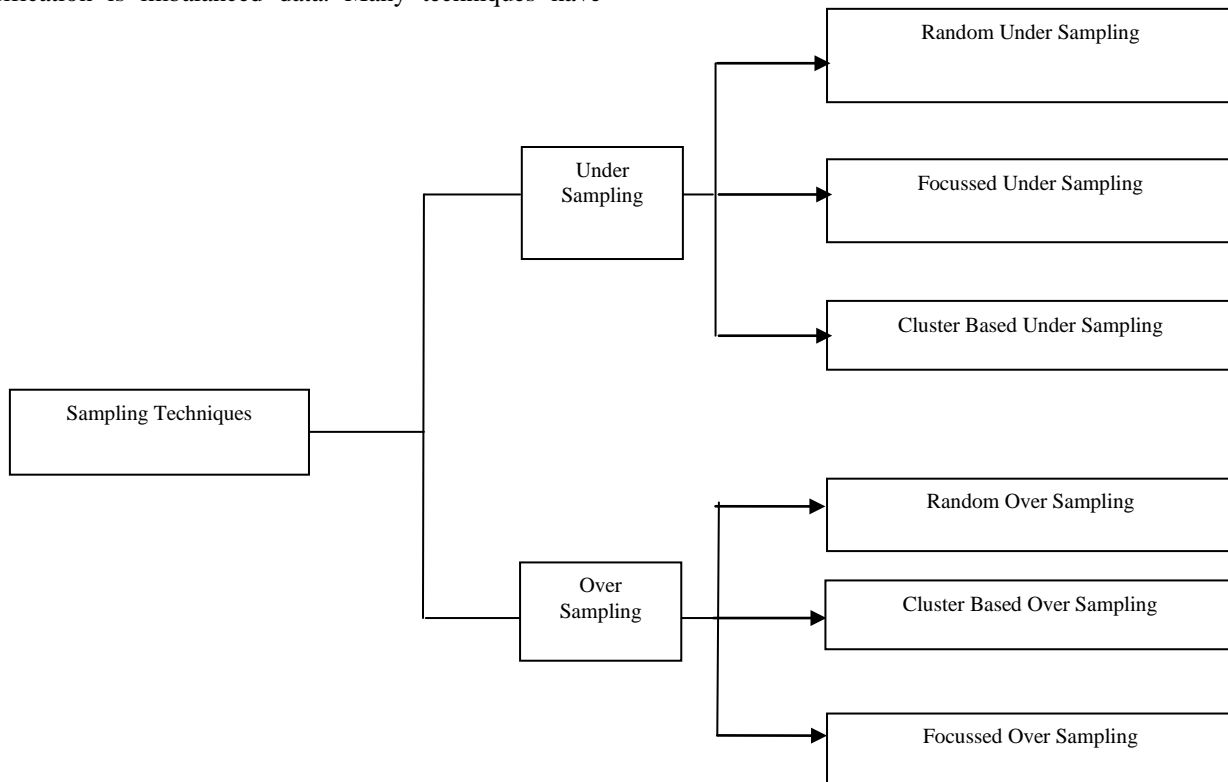 is imbalanced data. Many techniques have
Random Under Sampling
Under
Sampling
Focussed Under Sampling
Cluster Based Under Sampling
Sampling Techniques
Random Over Sampling
Over
Sampling
Cluster Based Over Sampling
Focussed Over Sampling